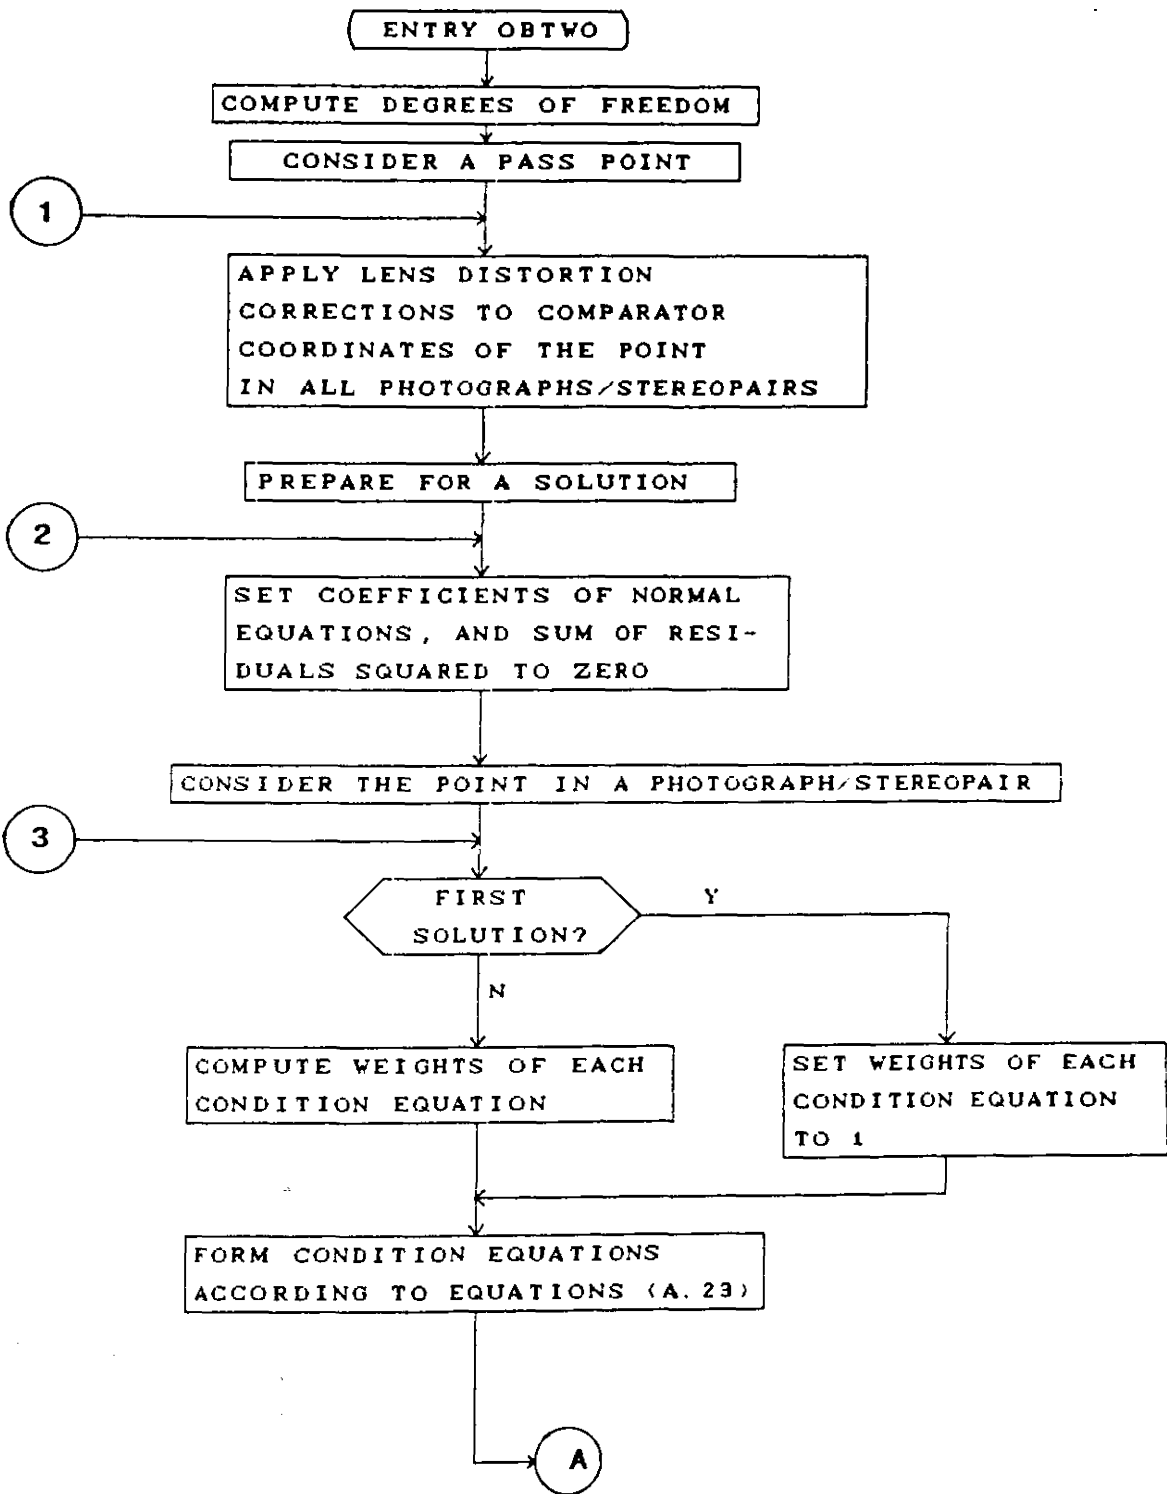 ENTRY OBTWO
COMPUTE DEGREES OF FREEDOM
CONSIDER A PASS POINT
1
APPLY LENS DISTORTION
CORRECTIONS TO COMPARATOR
COORDINATES OF THE POINT
IN ALL PHOTOGRAPHS/STEREOPAIRS
PREPARE FOR A SOLUTION
2
SET COEFFICIENTS OF NORMAL
EQUATIONS, AND SUM OF RESI-
DUALS SQUARED TO ZERO
CONSIDER THE POINT IN A PHOTOGRAPH/STEREOPAIR
3
FIRST
SOLUTION?
Y
N
COMPUTE WEIGHTS OF EACH
CONDITION EQUATION
SET WEIGHTS OF EACH
CONDITION EQUATION
TO 1
FORM CONDITION EQUATIONS
ACCORDING TO EQUATIONS (A.23)
A